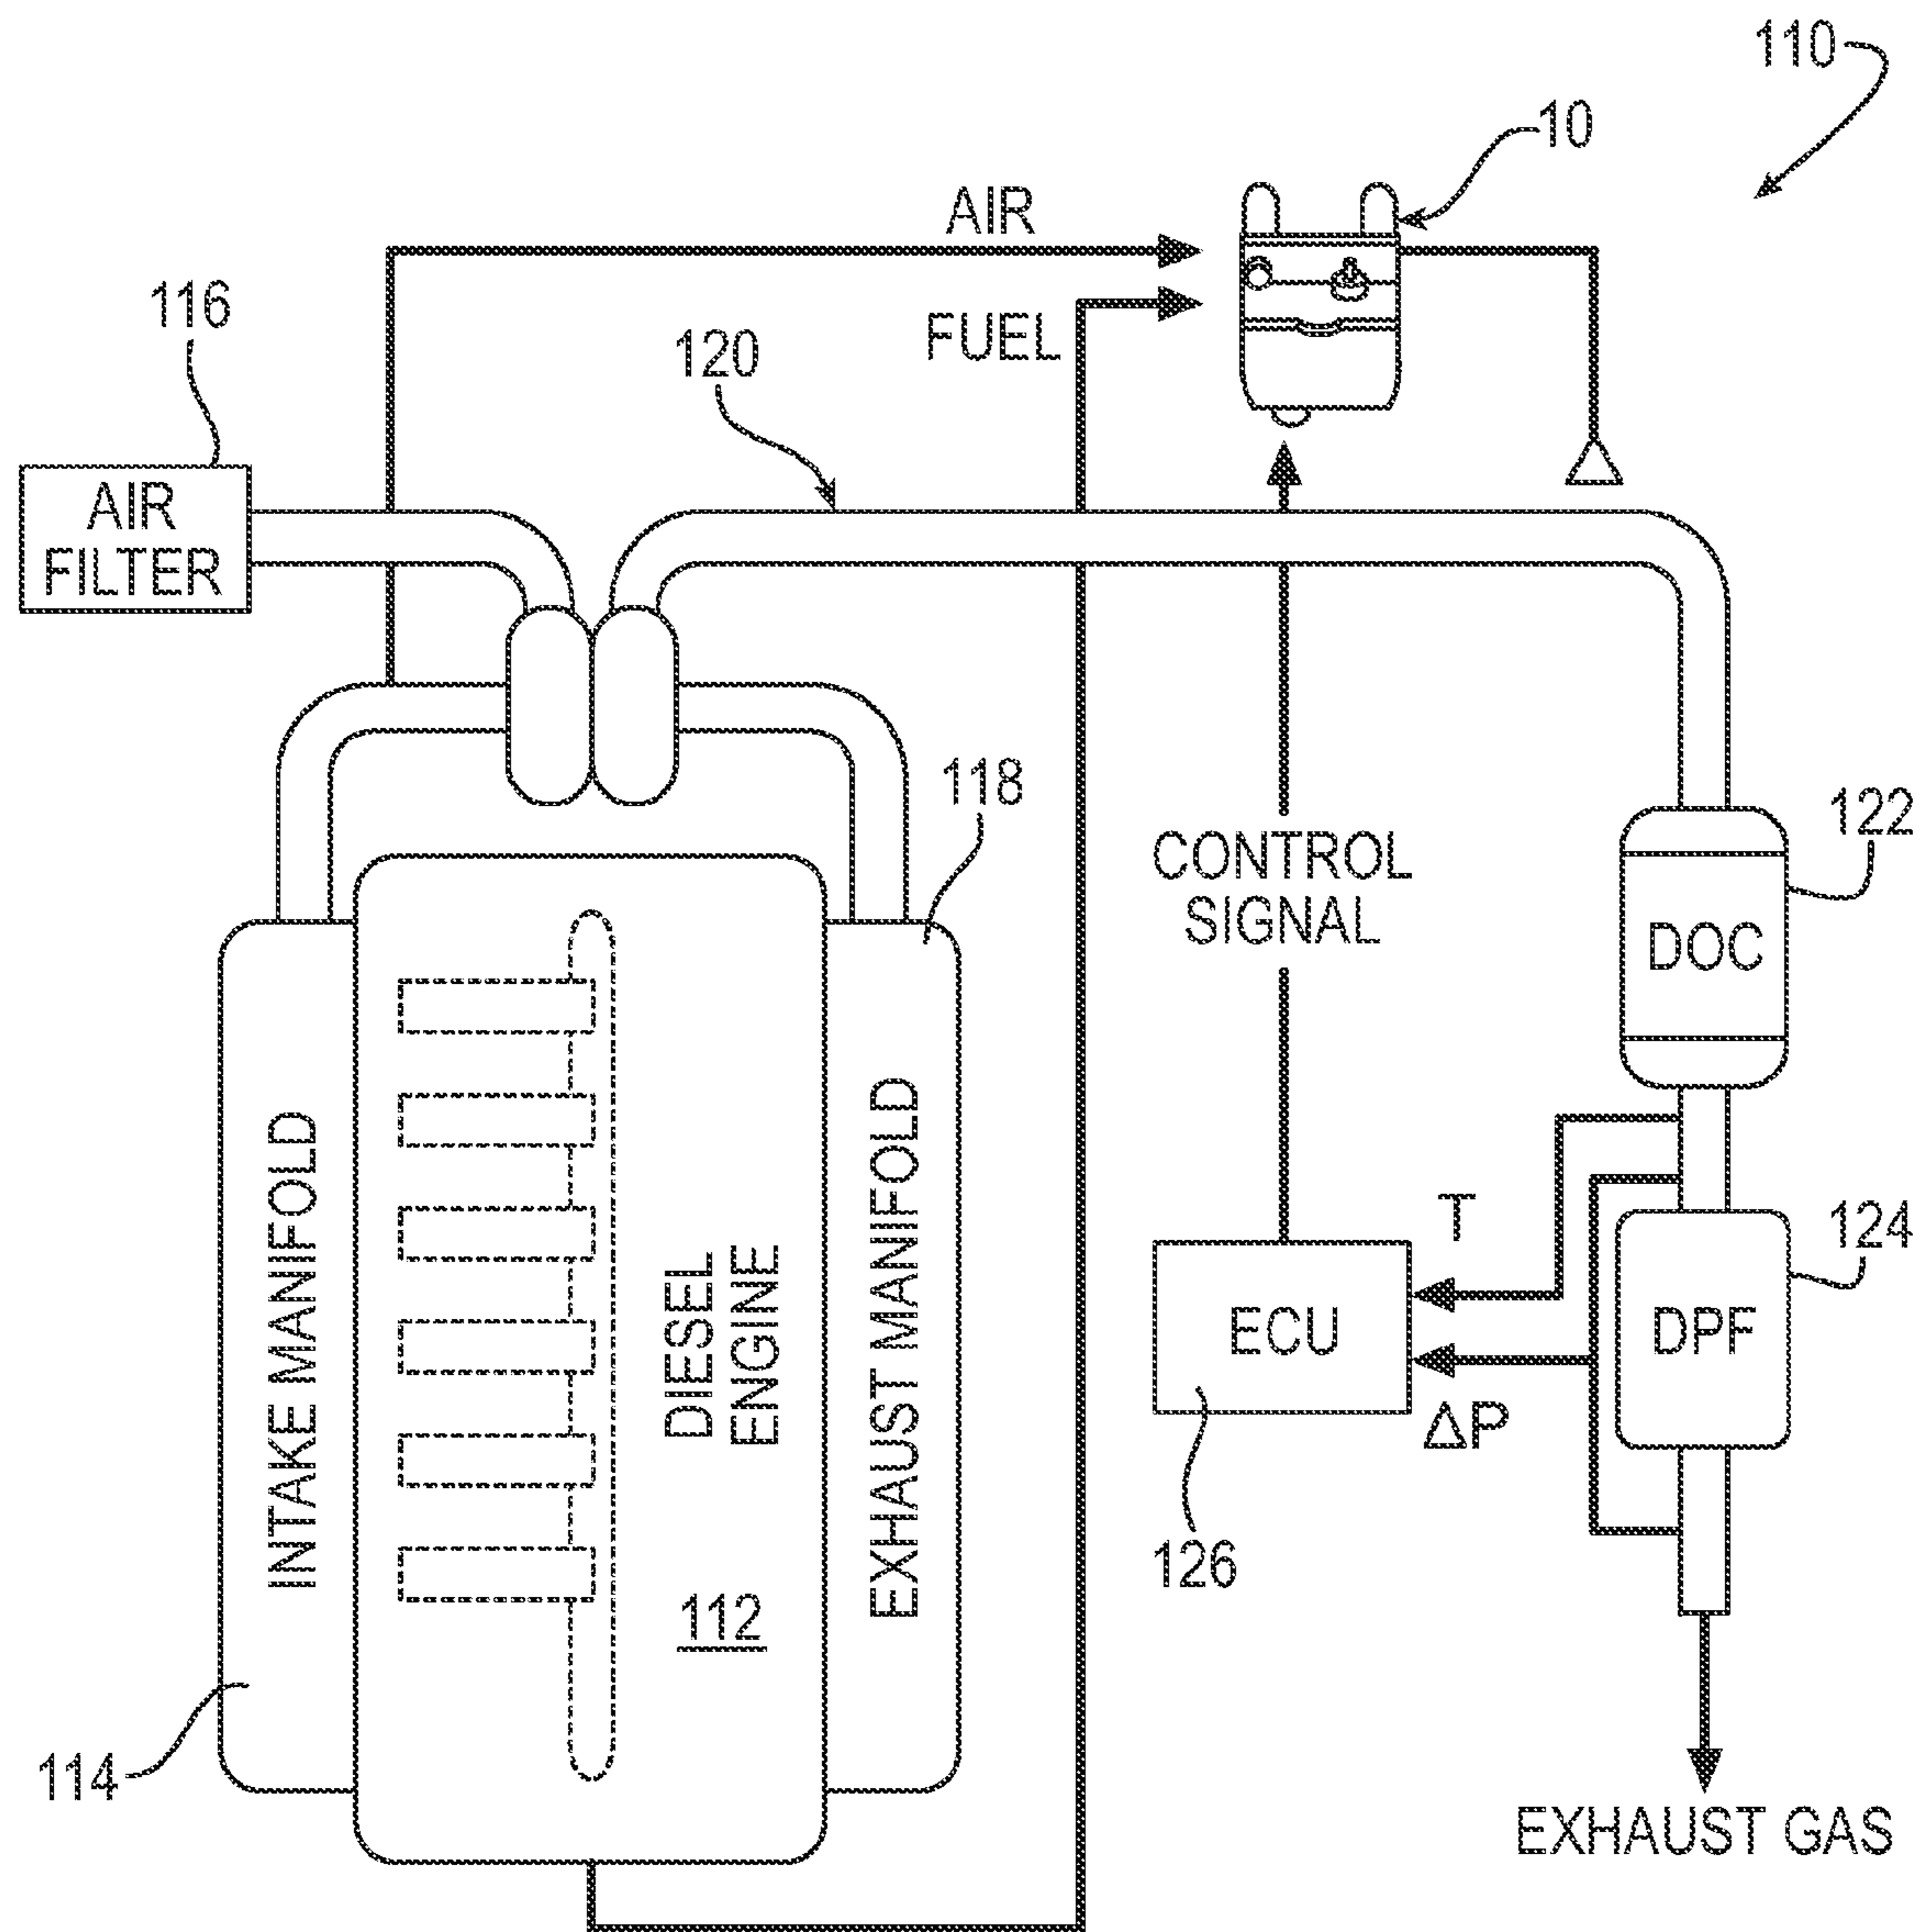 110
10
AIR
116
FUEL
120
AIR
FILTER
118
122
CONTROL
SIGNAL
DOC
INTAKE MANIFOLD
DIESEL
ENGINE
EXHAUST MANIFOLD
T
124
ECU
DPF
ΔP
126
112
114
EXHAUST GAS